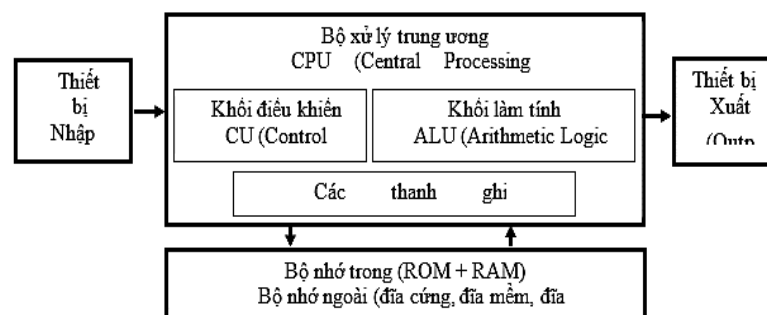 Bộ xử lý trung ương
CPU (Central Processing
Thiết
bị
Nhập
Khối điều khiển
CU (Control
Khối làm tính
ALU (Arithmetic Logic
Các thanh ghi
Thiết bị
Xuất
(Outp
Bộ nhớ trong (ROM + RAM)
Bộ nhớ ngoài (đĩa cứng, đĩa mềm, đĩa